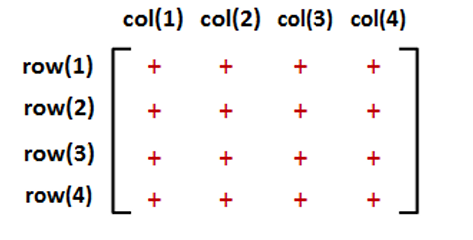 col(1) col(2) col(3) col(4)
row(1) + + + +
row(2) + + + +
row(3) + + + +
row(4) + + + +